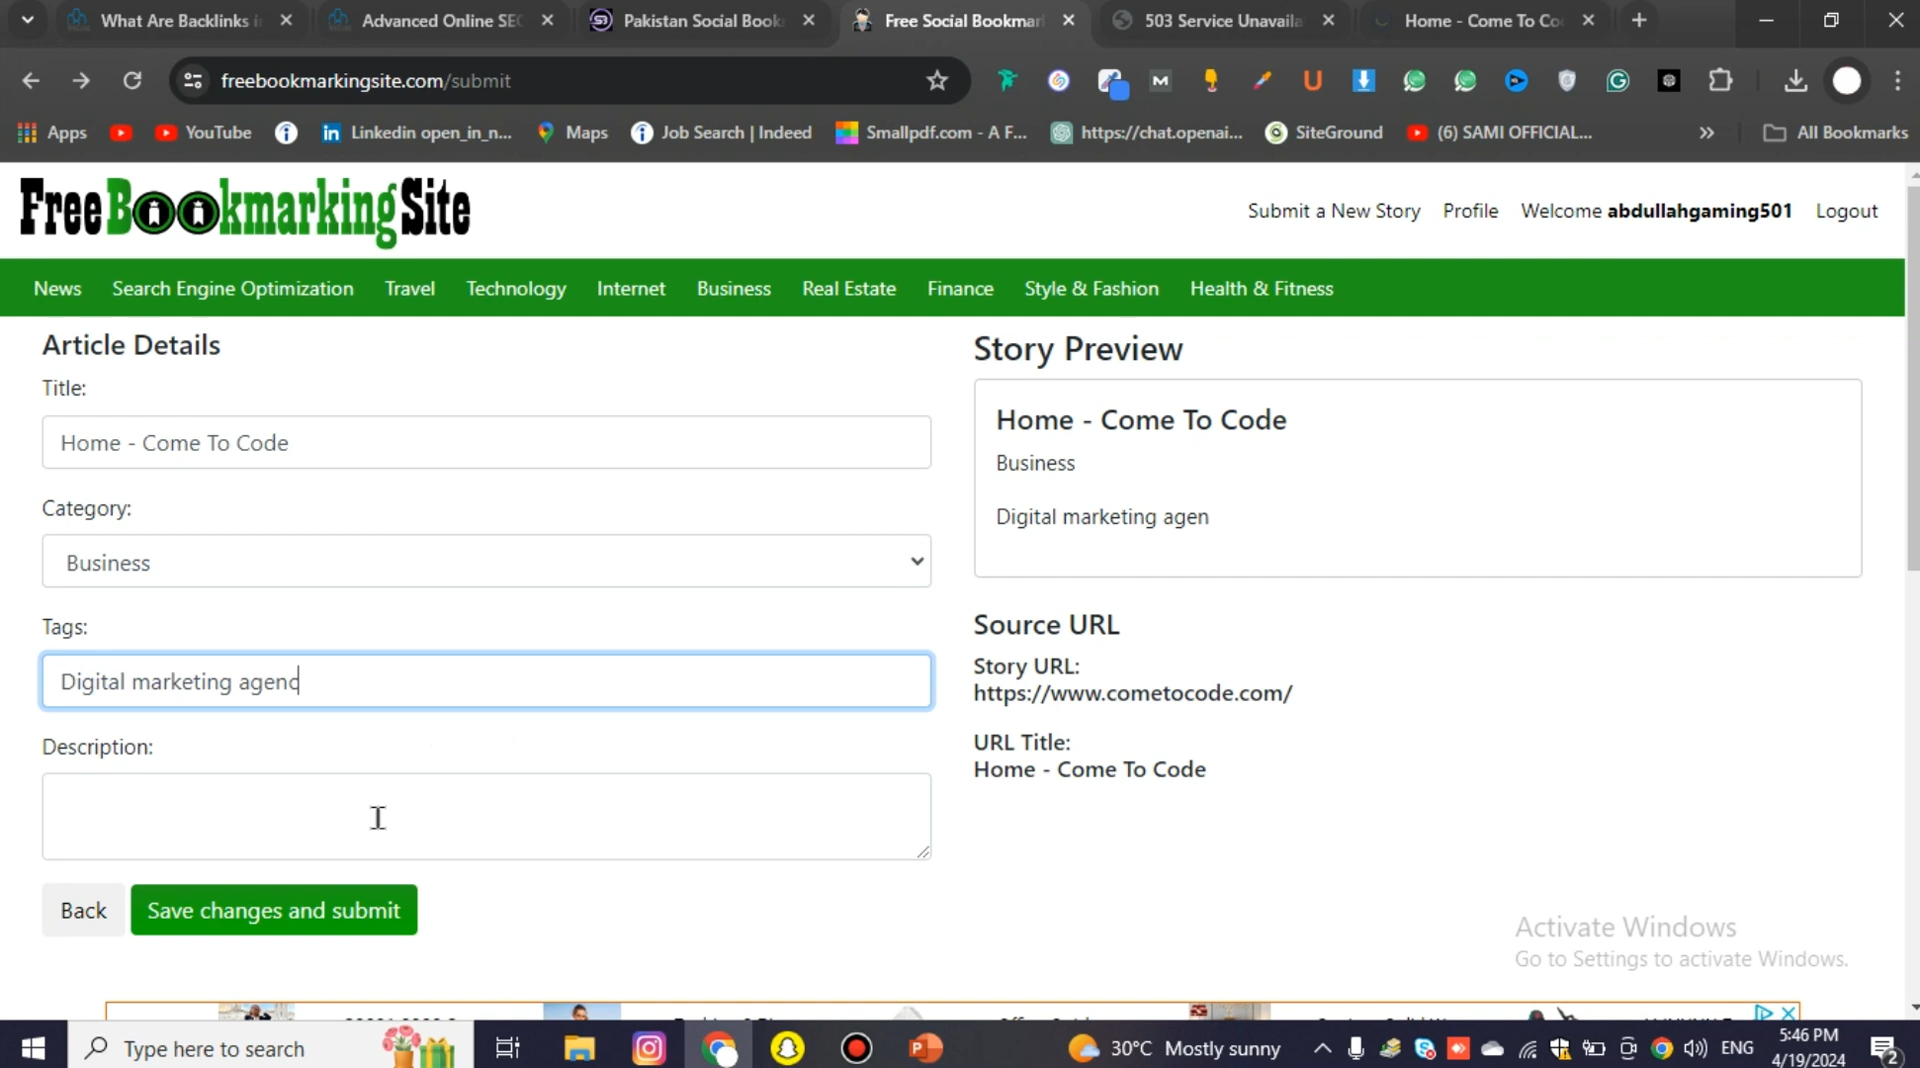 What Are Backlinks i
Advanced Online SEC
Pakistan Social Book
Free Social Bookmar
503 Service Unavaila
Home - Come To Co
freebookmarkingsite.com/submit
Apps
YouTube
Linkedin open_in_n...
Maps
Job Search | Indeed
Smallpdf.com - A F...
https://chat.openai...
SiteGround
(6) SAMI OFFICIAL...
»
All Bookmarks
Free Bookmarking Site
Submit a New Story
Profile
Welcome abdullahgaming501
Logout
News
Search Engine Optimization
Travel
Technology
Internet
Business
Real Estate
Finance
Style & Fashion
Health & Fitness
Article Details
Title:
Home - Come To Code
Category:
Business
Tags:
Digital marketing agenc
Description:
Back
Save changes and submit
Story Preview
Home - Come To Code
Business
Digital marketing agen
Source URL
Story URL:
https://www.cometocode.com/
URL Title:
Home - Come To Code
Activate Windows
Go to Settings to activate Windows.
Type here to search
30°C Mostly sunny
ENG
5:46 PM
4/19/2024
2